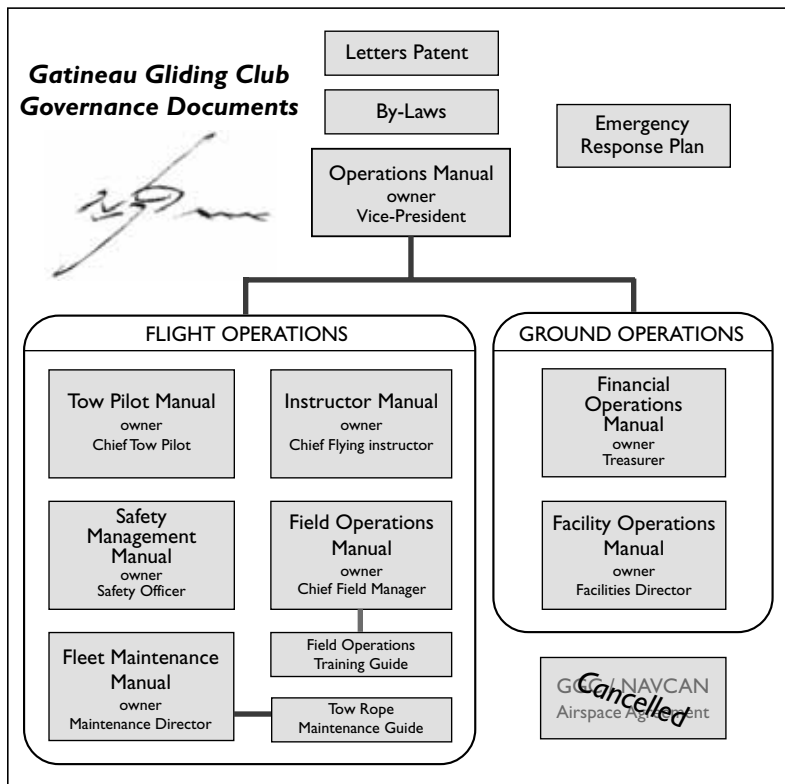 Gatineau Gliding Club
Governance Documents
Letters Patent
By-Laws
Emergency
Response Plan
Operations Manual
owner
Vice-President
FLIGHT OPERATIONS
Tow Pilot Manual
owner
Chief Tow Pilot
Instructor Manual
owner
Chief Flying instructor
Safety
Management
Manual
owner
Safety Officer
Field Operations
Manual
owner
Chief Field Manager
Field Operations
Training Guide
Fleet Maintenance
Manual
owner
Maintenance Director
Tow Rope
Maintenance Guide
GROUND OPERATIONS
Financial
Operations
Manual
owner
Treasurer
Facility Operations
Manual
owner
Facilities Director
GGC / NAVCAN
Airspace Agreement
Cancelled